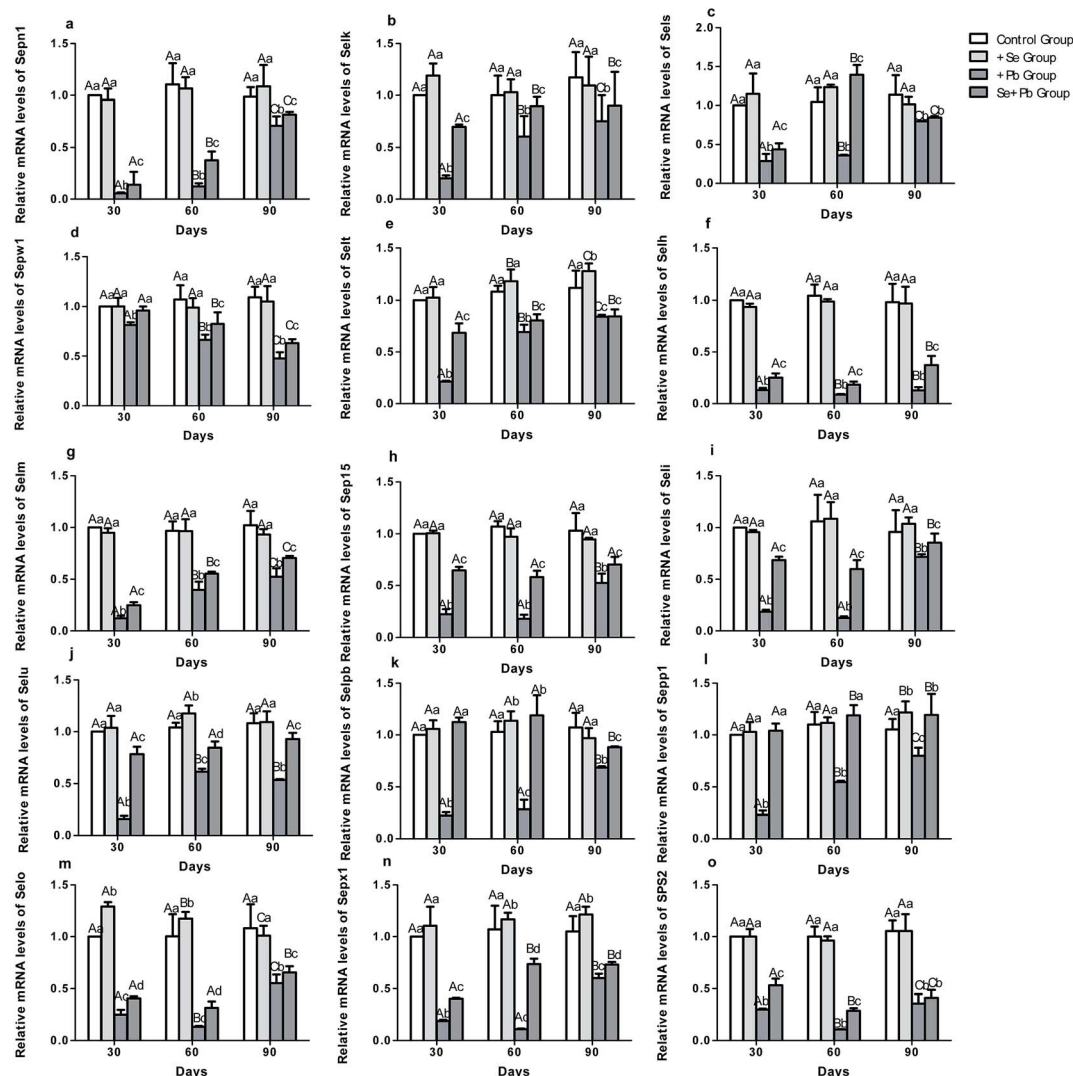 a
Relative mRNA levels of Sepn1
1.5
1.0
0.5
0.0
Aa Aa Ab Ac
Aa Aa Bb Bc
Aa Aa Cb Cc
30 60 90
Days
b
Relative mRNA levels of Selk
1.5
1.0
0.5
0.0
Aa Aa Ab Ac
Aa Aa Bb Bc
Aa Aa Cb Bc
30 60 90
Days
c
Relative mRNA levels of Sels
2.0
1.5
1.0
0.5
0.0
Aa Aa Ab Ac
Aa Aa Ab Bc
Aa Aa Cb Cb
30 60 90
Days
Control Group
+Se Group
+Pb Group
Se+Pb Group
d
Relative mRNA levels of Sepw1
1.5
1.0
0.5
0.0
Aa Aa Ab Aa
Aa Aa Bb Bc
Aa Aa Cb Cc
30 60 90
Days
e
Relative mRNA levels of Selt
1.5
1.0
0.5
0.0
Aa Aa Ab Ac
Aa Ba Bb Bc
Aa Cb Cc Bc
30 60 90
Days
f
Relative mRNA levels of Selh
1.5
1.0
0.5
0.0
Aa Aa Ab Ac
Aa Aa Bb Ac
Aa Aa Bb Bc
30 60 90
Days
g
Relative mRNA levels of Selm
1.5
1.0
0.5
0.0
Aa Aa Ab Ac
Aa Aa Bb Bc
Aa Aa Cb Cc
30 60 90
Days
h
Relative mRNA levels of Sep15
1.5
1.0
0.5
0.0
Aa Aa Ab Ac
Aa Aa Ab Ac
Aa Aa Bb Ac
30 60 90
Days
i
Relative mRNA levels of Seli
1.5
1.0
0.5
0.0
Aa Aa Ab Ac
Aa Aa Ab Ac
Aa Aa Bb Bc
30 60 90
Days
j
Relative mRNA levels of Selu
1.5
1.0
0.5
0.0
Aa Aa Ab Ac
Aa Ab Bc Ad
Aa Aa Bb Ac
30 60 90
Days
k
Relative mRNA levels of Selpb
1.5
1.0
0.5
0.0
Aa Aa Ab Aa
Aa Ab Ac Ab
Aa Aa Bb Bc
30 60 90
Days
l
Relative mRNA levels of Sepp1
1.5
1.0
0.5
0.0
Aa Aa Ab Aa
Aa Aa Bb Ba
Aa Bb Cc Bb
30 60 90
Days
m
Relative mRNA levels of Selo
1.5
1.0
0.5
0.0
Aa Ab Ac Ad
Aa Bb Bc Ad
Aa Ca Cb Bc
30 60 90
Days
n
Relative mRNA levels of Sepx1
1.5
1.0
0.5
0.0
Aa Aa Ab Ac
Aa Ab Ac Bd
Aa Ab Bc Bd
30 60 90
Days
o
Relative mRNA levels of SPS2
1.5
1.0
0.5
0.0
Aa Aa Ab Ac
Aa Aa Bb Bc
Aa Aa Cb Cb
30 60 90
Days